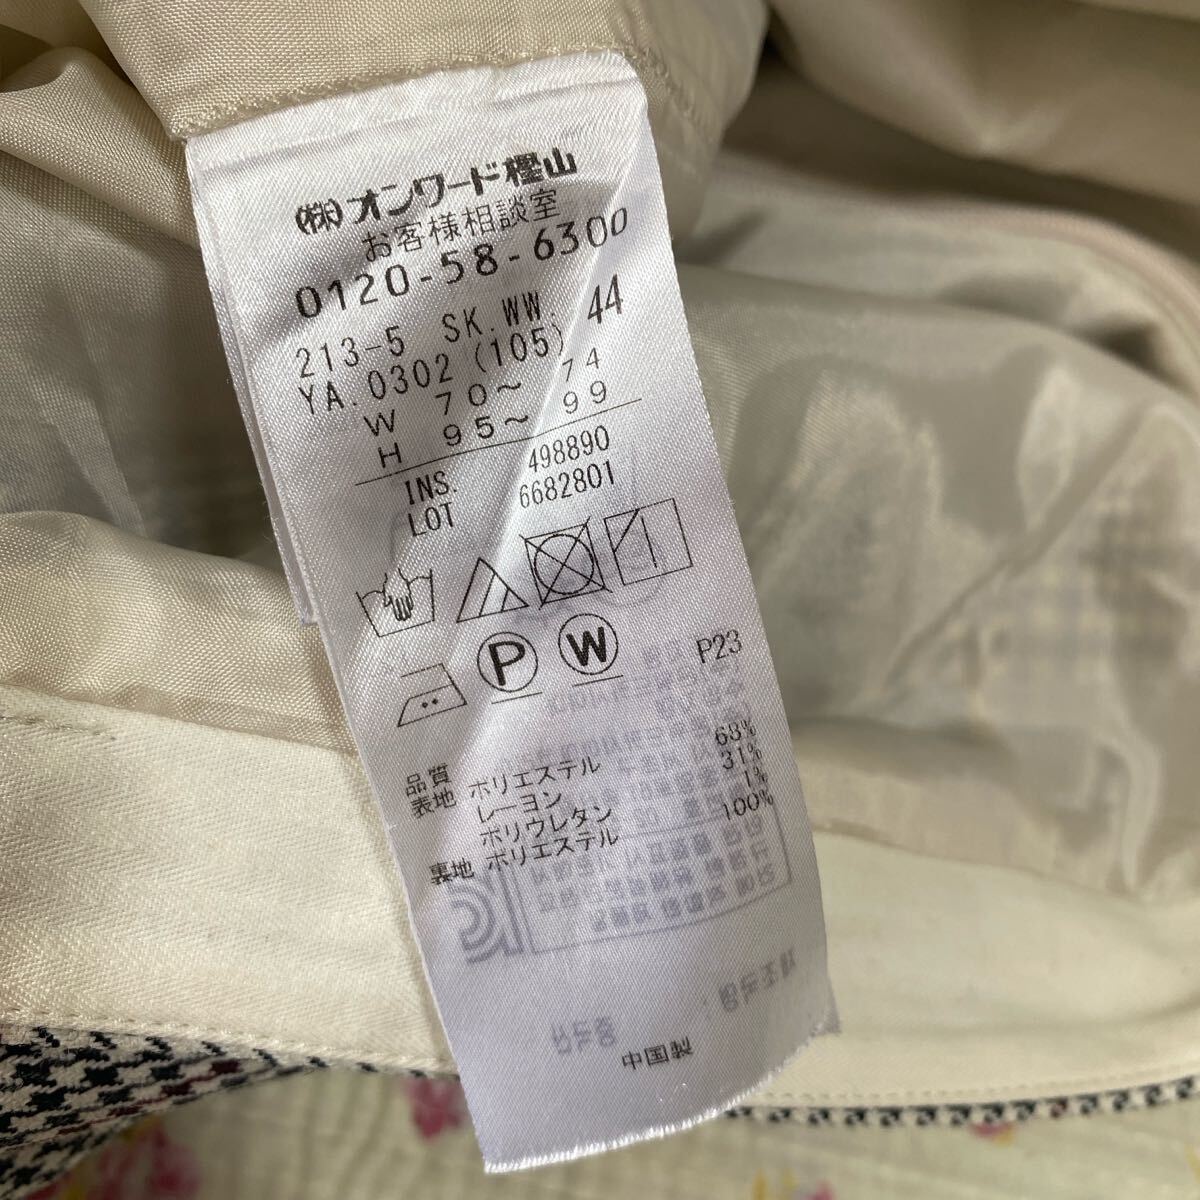 (株)オンワード樫山
お客様相談室
0120-58-6300
213-5 SK.WW. 44
YA.0302 (105)
W 70～ 74
H 95～ 99
INS. 498890
LOT 6682801
P W P23
品質
表地 ポリエステル 68%
レーヨン 31%
ポリウレタン 1%
裏地 ポリエステル 100%
中国製